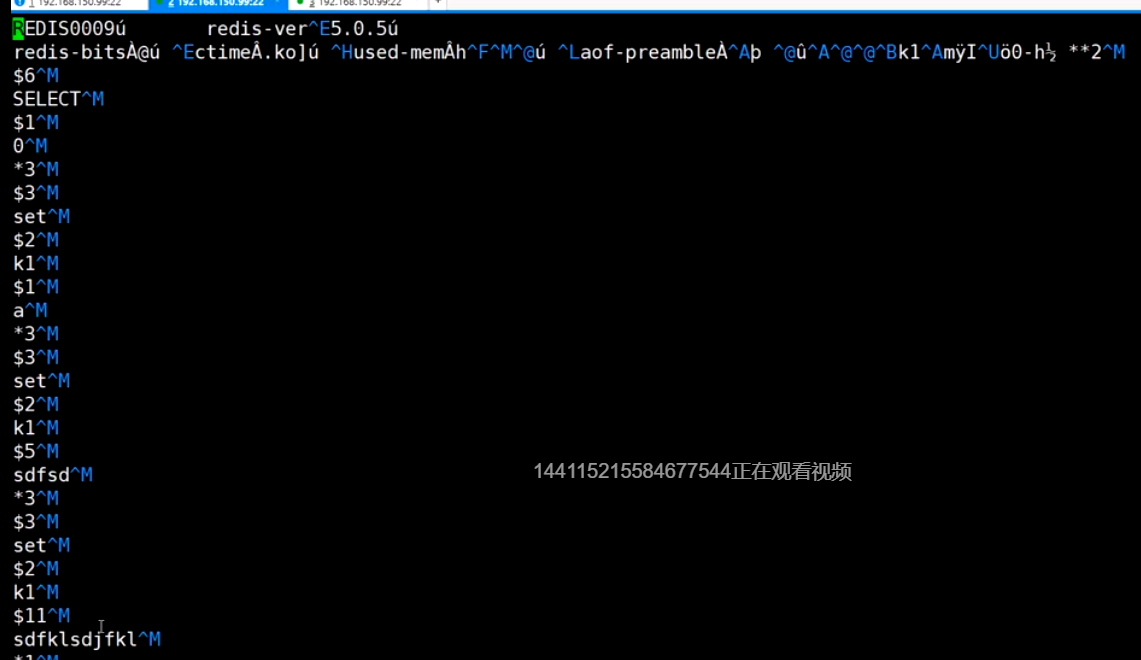 1 192.168.150.99:22 2 192.168.150.99:22 3 192.168.150.99:22 +
REDIS0009ú redis-ver^E5.0.5ú
redis-bitsÀ@ú ^EctimeÂ.ko]ú ^Hused-memÂh^F^M^@ú ^Laof-preambleÀ^Aþ ^@û^A^@^@^Bk1^AmÿI^Uö0-h½ **2^M
$6^M
SELECT^M
$1^M
0^M
*3^M
$3^M
set^M
$2^M
k1^M
$1^M
a^M
*3^M
$3^M
set^M
$2^M
k1^M
$5^M
sdfsd^M
144115215584677544正在观看视频
*3^M
$3^M
set^M
$2^M
k1^M
$11^M
sdfklsdjfkl^M
*1^M